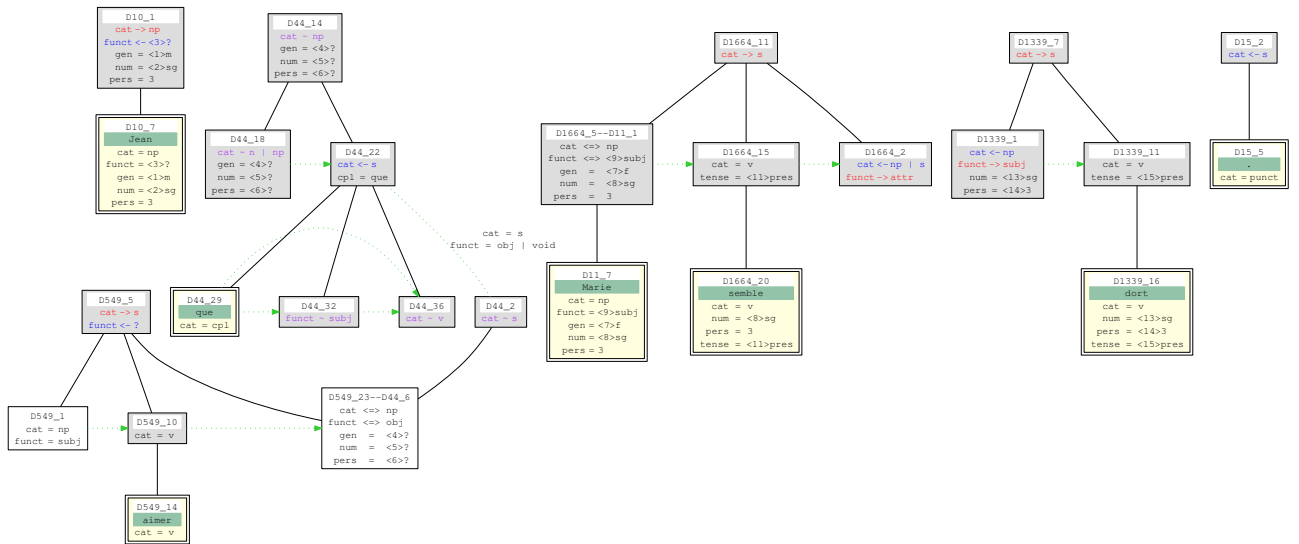 D10_1
cat -> np
funct <- <3>?
gen = <1>m
num = <2>sg
pers = 3
D10_7
Jean
cat = np
funct = <3>?
gen = <1>m
num = <2>sg
pers = 3
D44_14
cat ~ np
gen = <4>?
num = <5>?
pers = <6>?
D44_18
cat ~ n | np
gen = <4>?
num = <5>?
pers = <6>?
D44_22
cat <- s
cpl = que
cat = s
funct = obj | void
D549_5
cat -> s
funct <- ?
D44_29
que
cat = cpl
D44_32
funct ~ subj
D44_36
cat ~ v
D44_2
cat ~ s
D549_1
cat = np
funct = subj
D549_10
cat = v
D549_23--D44_6
cat <=> np
funct <=> obj
gen = <4>?
num = <5>?
pers = <6>?
D549_14
aimer
cat = v
D1664_11
cat -> s
D1664_5--D11_1
cat <=> np
funct <=> <9>subj
gen = <7>f
num = <8>sg
pers = 3
D1664_15
cat = v
tense = <11>pres
D1664_2
cat <- np | s
funct -> attr
D11_7
Marie
cat = np
funct = <9>subj
gen = <7>f
num = <8>sg
pers = 3
D1664_20
semble
cat = v
num = <8>sg
pers = 3
tense = <11>pres
D1339_7
cat -> s
D1339_1
cat <- np
funct -> subj
num = <13>sg
pers = <14>3
D1339_11
cat = v
tense = <15>pres
D1339_16
dort
cat = v
num = <13>sg
pers = <14>3
tense = <15>pres
D15_2
cat <- s
D15_5
.
cat = punct